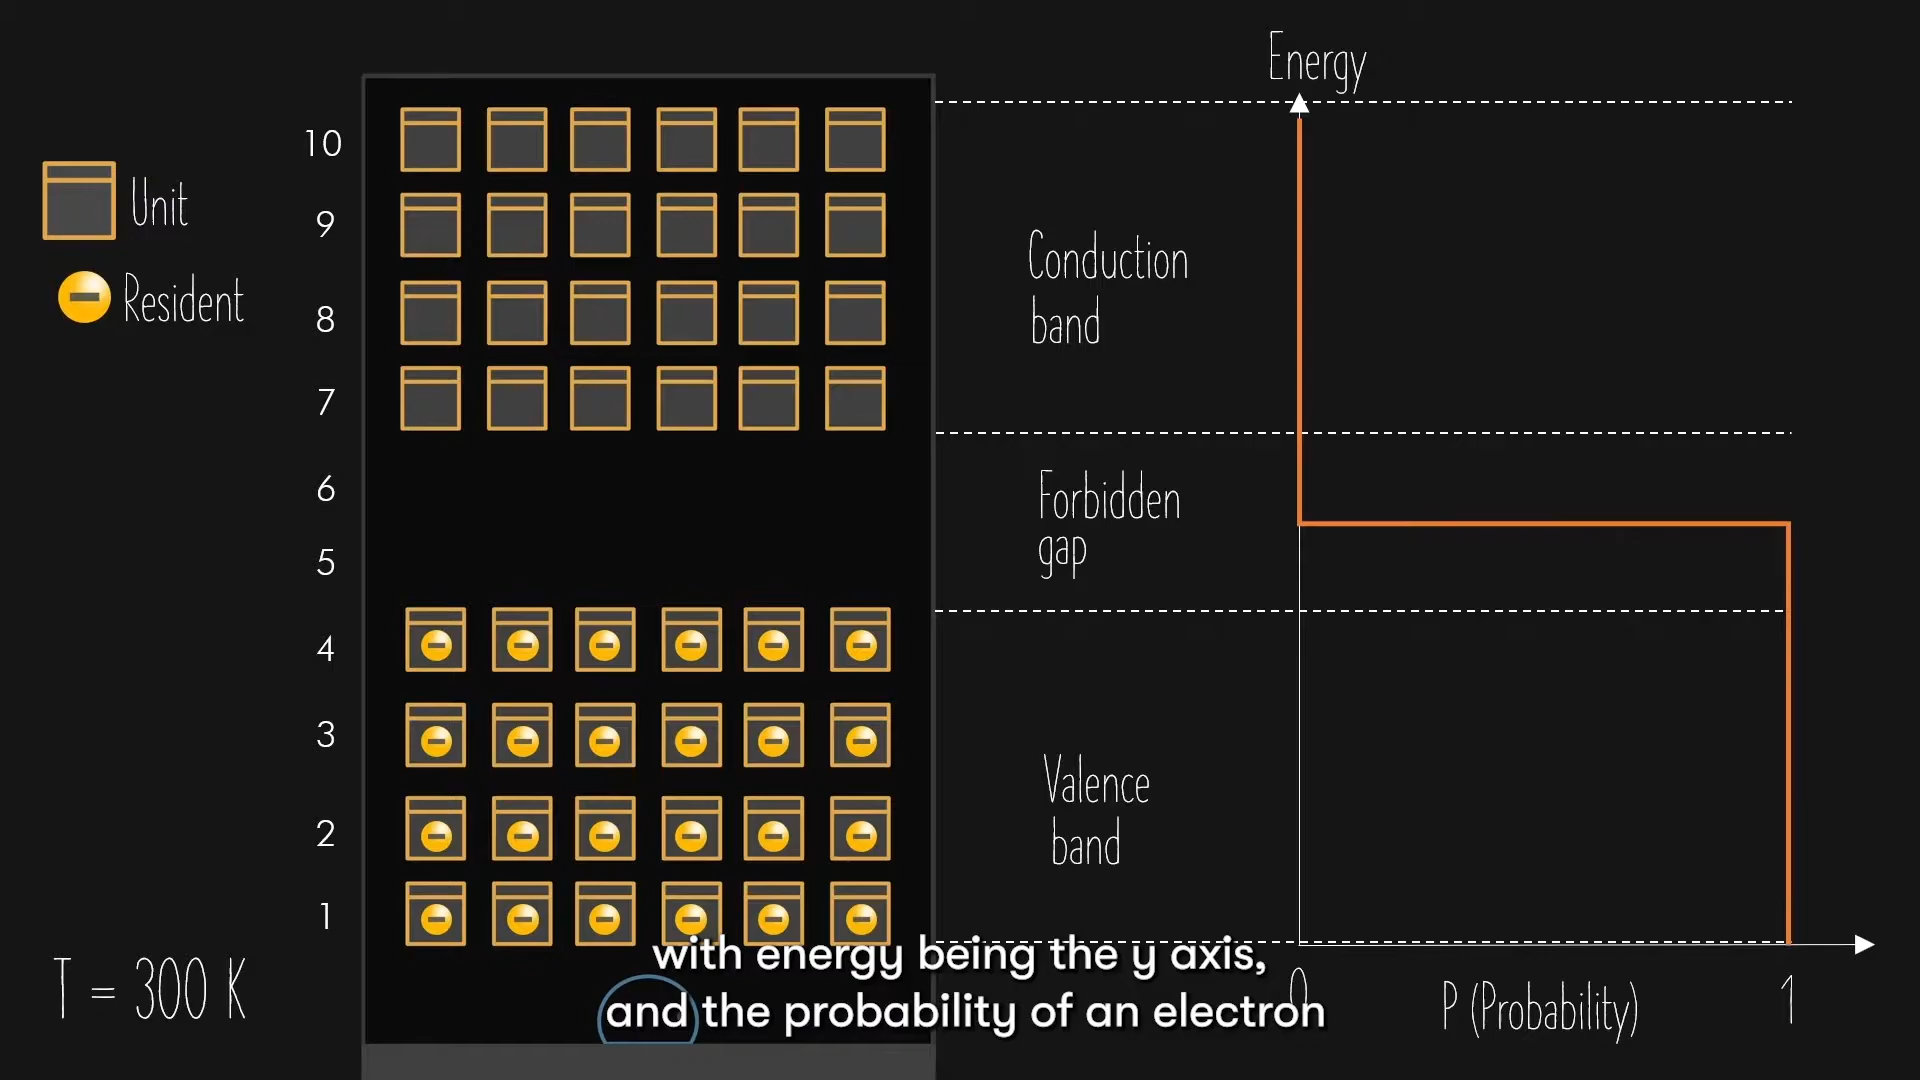 Energy
10
9
8
7
6
5
4
3
2
1
Unit
Resident
Conduction
band
Forbidden
gap
Valence
band
T = 300 K
0
P (Probability)
1
with energy being the y axis,
and the probability of an electron